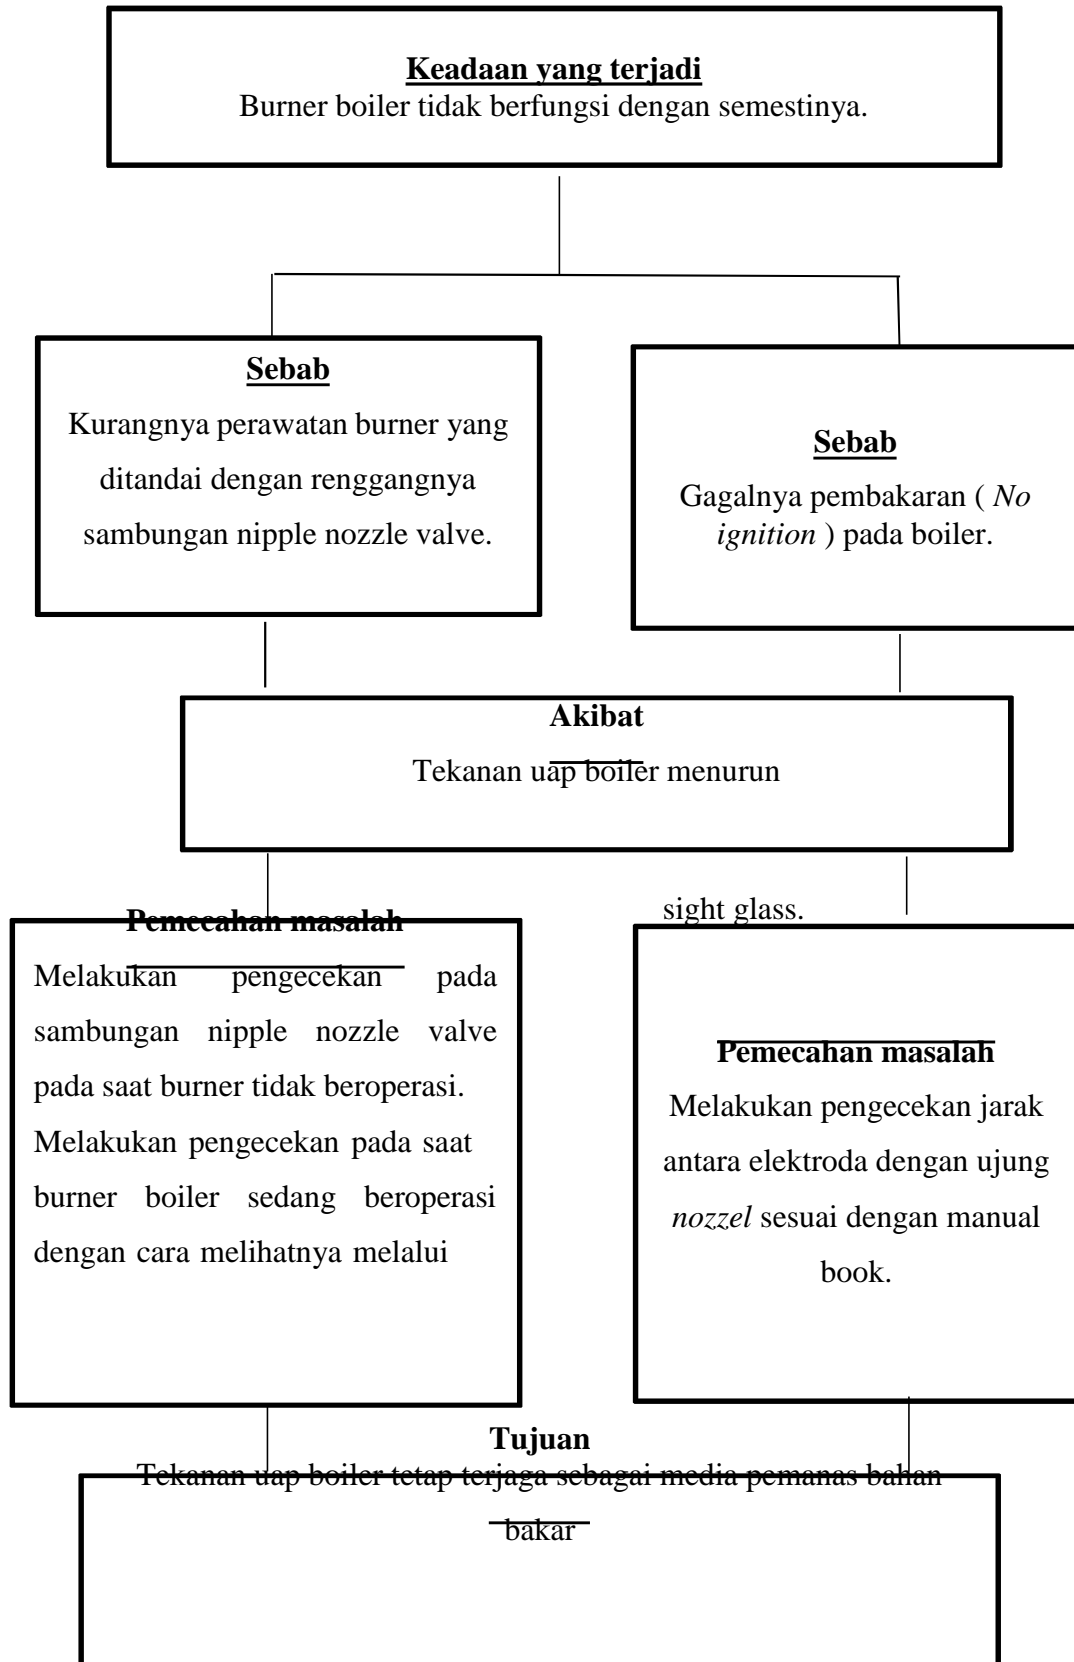 Keadaan yang terjadi
Burner boiler tidak berfungsi dengan semestinya.
Sebab
Kurangnya perawatan burner yang
ditandai dengan renggangnya
sambungan nipple nozzle valve.
Sebab
Gagalnya pembakaran ( No
ignition ) pada boiler.
Akibat
Tekanan uap boiler menurun
Pemecahan masalah
Melakukan pengecekan pada
sambungan nipple nozzle valve
pada saat burner tidak beroperasi.
Melakukan pengecekan pada saat
burner boiler sedang beroperasi
dengan cara melihatnya melalui
sight glass.
Pemecahan masalah
Melakukan pengecekan jarak
antara elektroda dengan ujung
nozzel sesuai dengan manual
book.
Tujuan
Tekanan uap boiler tetap terjaga sebagai media pemanas bahan
bakar